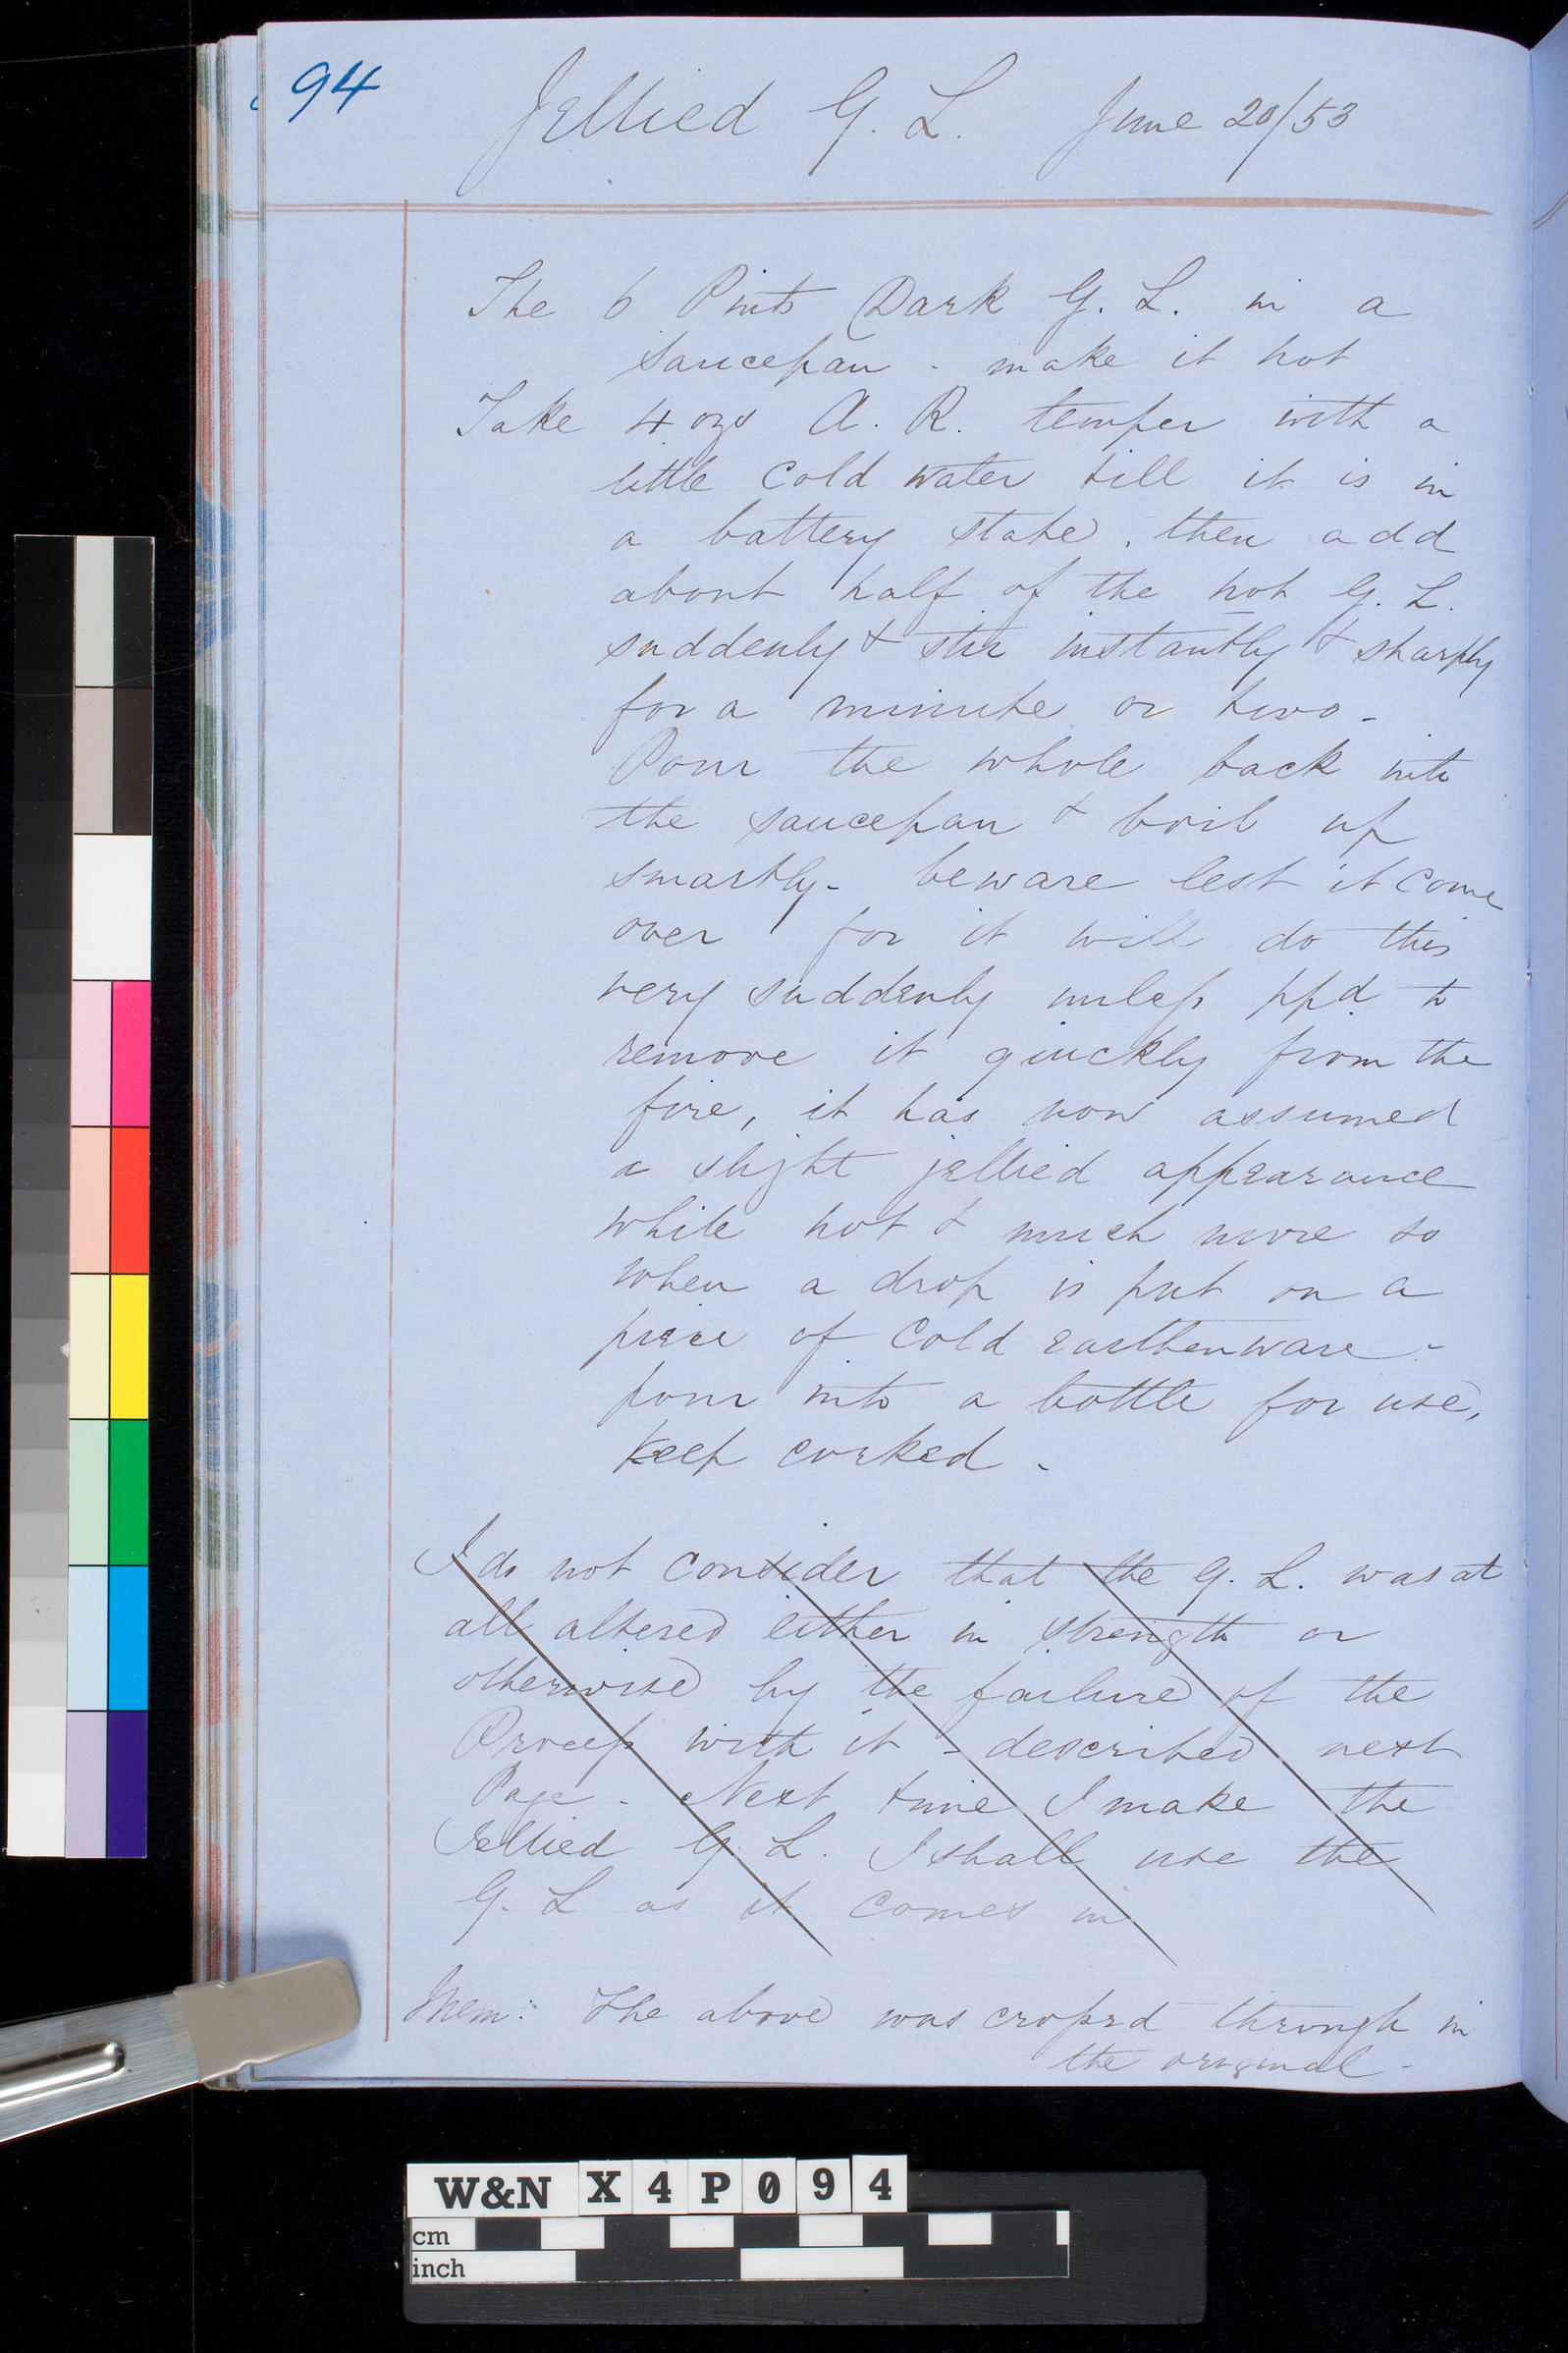 94
Jellied G. L. June 20/53
The 6 Pints Dark G. L. in a
saucepan - make it hot
Take 4 ozs A. R. temper with a
little cold water till it is in
a battery state, then add
about half of the hot G. L.
suddenly & stir instantly & sharply
for a minute or two -
Pour the whole back into
the saucepan & boil up
smartly - beware lest it come
over for it will do this
very suddenly unless ppd to
remove it quickly from the
fire, it has now assumed
a slight jellied appearance
while hot & much more so
when a drop is put on a
piece of cold earthenware -
pour into a bottle for use,
Keep corked -
I do not consider that the G. L. was at
all altered either in strength or
otherwise by the failure of the
Process with it - described next
Page - Next time I make the
Jellied G. L. I shall use the
G. L as it comes in
Mem: The above was crossed through in
the original -
W&N X4P094
cm
inch